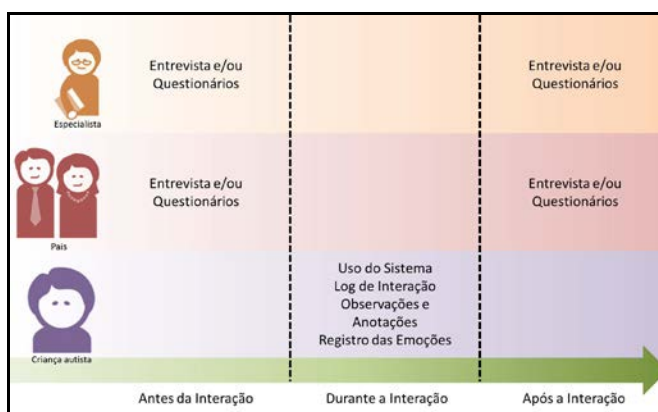 Entrevista e/ou
Questionários
Entrevista e/ou
Questionários
Especialista
Entrevista e/ou
Questionários
Entrevista e/ou
Questionários
Pais
Uso do Sistema
Log de Interação
Observações e
Anotações
Registro das Emoções
Criança autista
Antes da Interação
Durante a Interação
Após a Interação